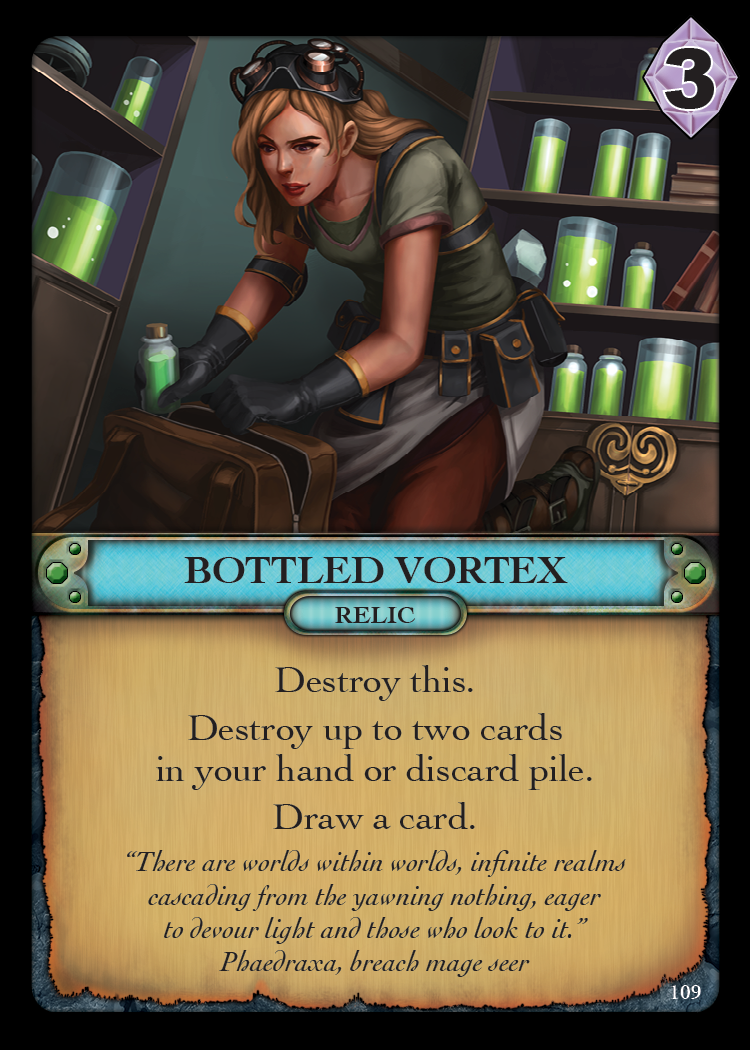 3
BOTTLED VORTEX
RELIC
Destroy this.
Destroy up to two cards
in your hand or discard pile.
Draw a card.
“There are worlds within worlds, infinite realms
cascading from the yawning nothing, eager
to devour light and those who look to it.”
Phaedraxa, breach mage seer
109